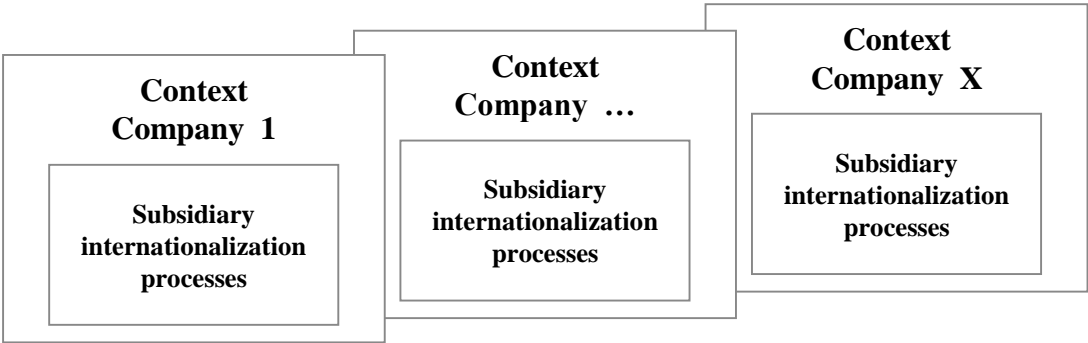 Context
Company 1
Subsidiary
internationalization
processes
Context
Company ...
Subsidiary
internationalization
processes
Context
Company X
Subsidiary
internationalization
processes